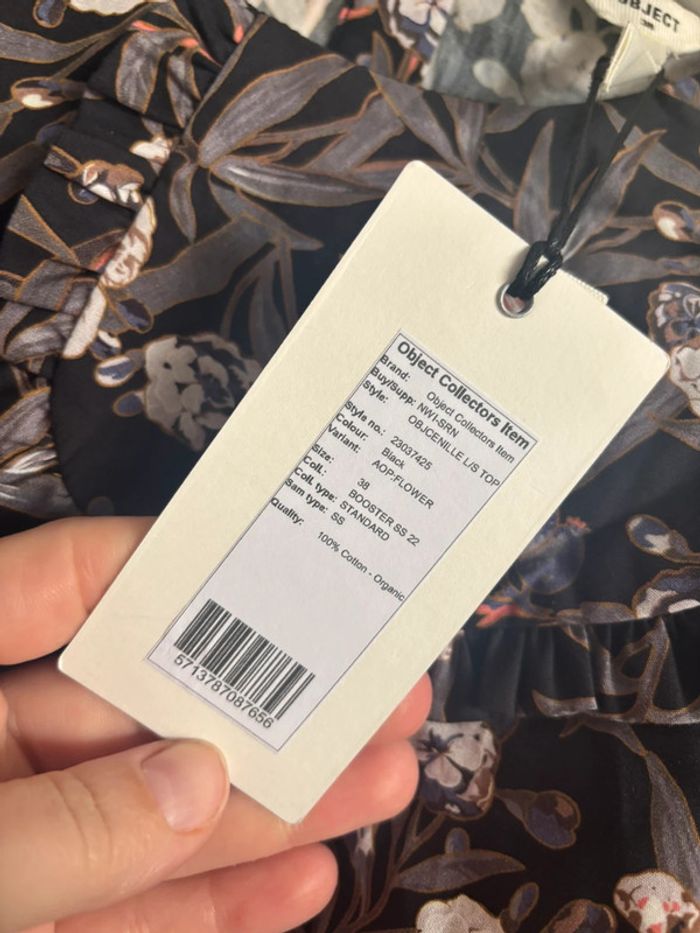 OBJECT
38
Object Collectors Item
Brand: Object Collectors Item
Buy/Supp: NWI-SRN
Style: OBJCENILLE L/S TOP
Style no.: 23037425
Colour: Black
Variant: AOP-FLOWER
Size: 38
Coll.: BOOSTER SS 22
Coll. type: STANDARD
Sam type: SS
Quality: 100% Cotton - Organic
5713787087656